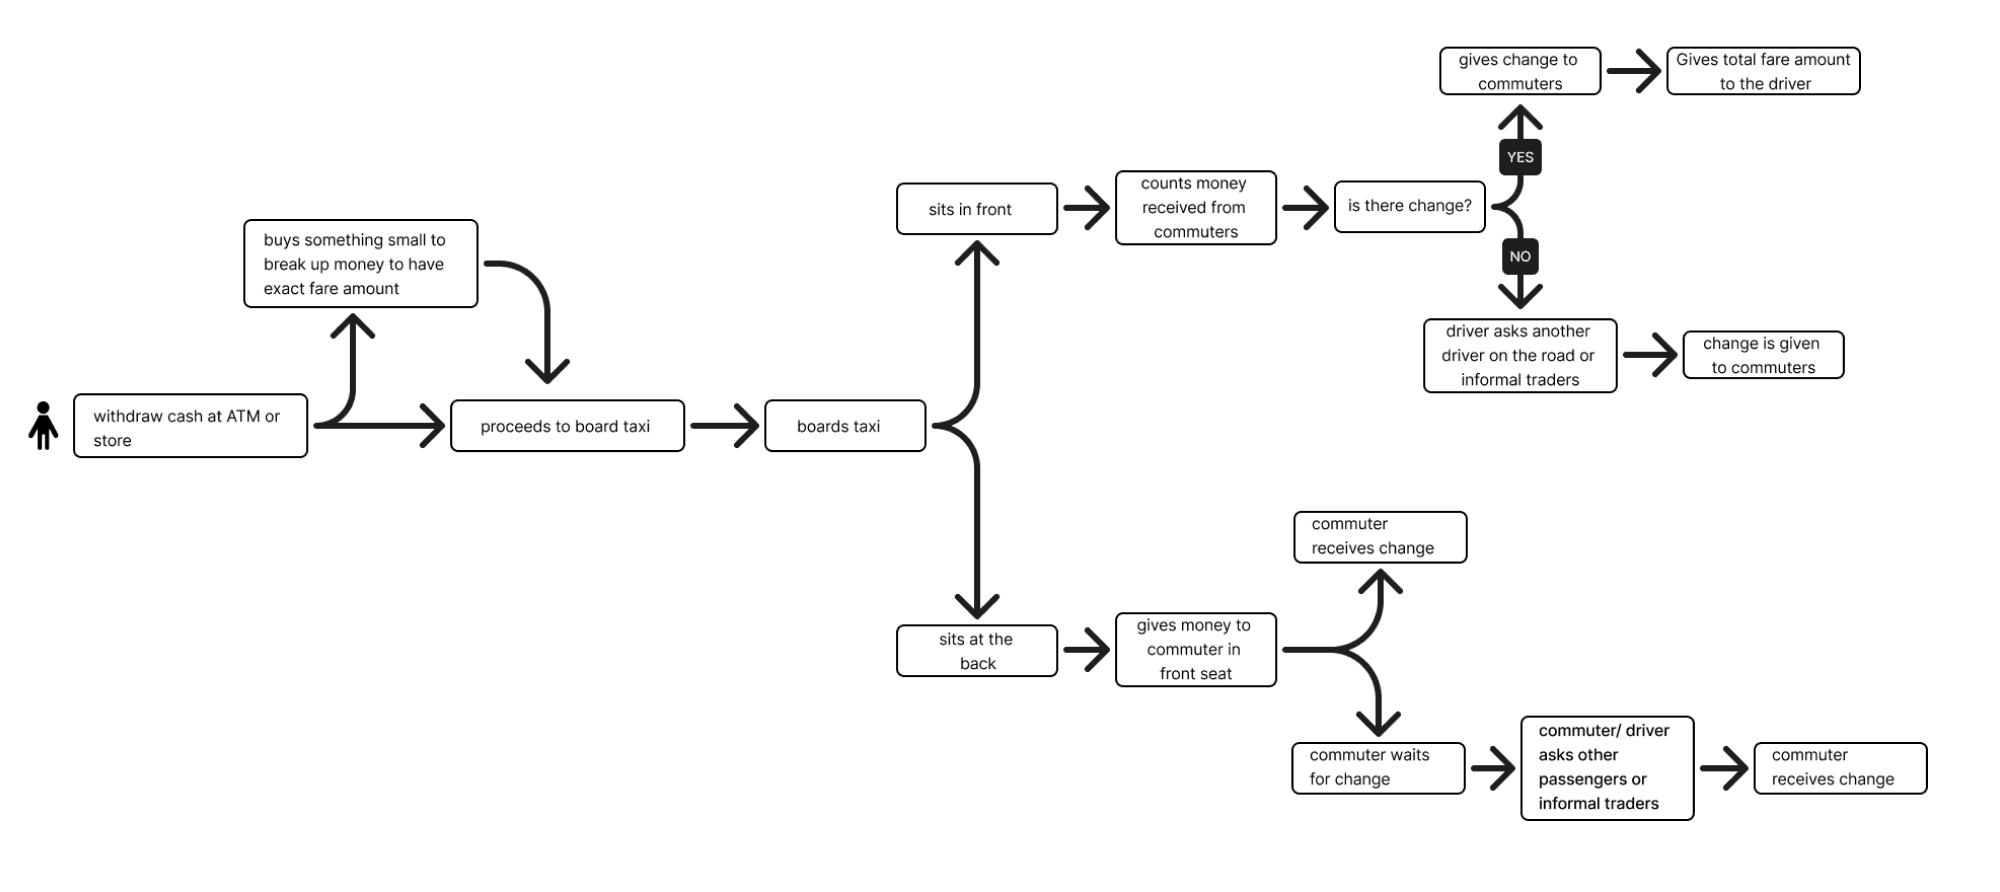 withdraw cash at ATM or
store
buys something small to
break up money to have
exact fare amount
proceeds to board taxi
boards taxi
sits in front
counts money
received from
commuters
is there change?
YES
gives change to
commuters
Gives total fare amount
to the driver
NO
driver asks another
driver on the road or
informal traders
change is given
to commuters
sits at the
back
gives money to
commuter in
front seat
commuter
receives change
commuter waits
for change
commuter/ driver
asks other
passengers or
informal traders
commuter
receives change